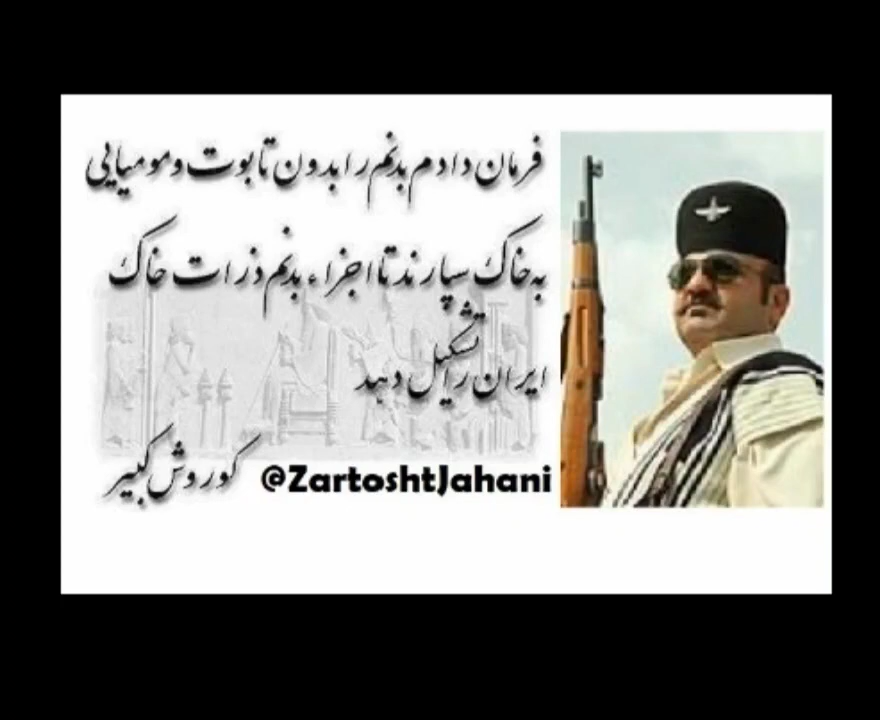 فرمان دادم بدنم را بدون تابوت و مومیایی
به خاک سپارند تا اجزاء بدنم ذرات خاک
ایران را تشکیل دهد
کوروش کبیر @ZartoshtJahani